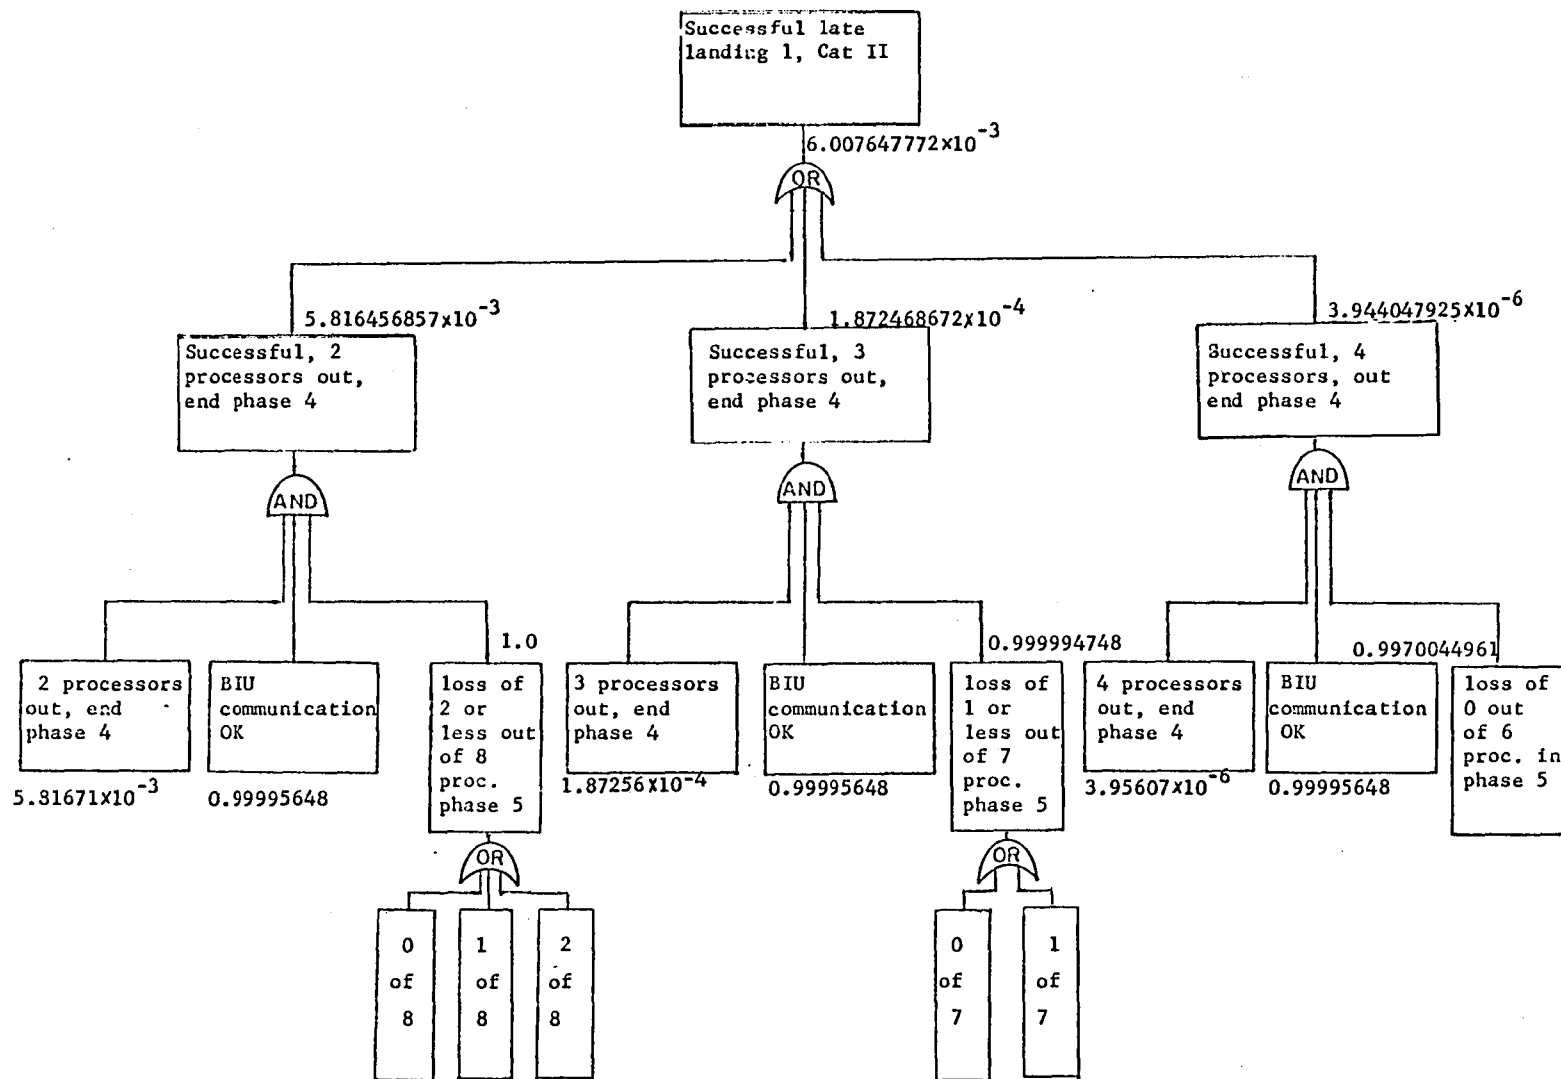 Successful late
landing 1, Cat II
6.007647772x10^-3
OR
5.816456857x10^-3
1.872468672x10^-4
3.944047925x10^-6
Successful, 2
processors out,
end phase 4
Successful, 3
processors out,
end phase 4
Successful, 4
processors, out
end phase 4
AND
AND
AND
1.0
0.999994748
0.9970044961
2 processors
out, end
phase 4
BIU
communication
OK
loss of
2 or
less out
of 8
proc.
phase 5
3 processors
out, end
phase 4
BIU
communication
OK
loss of
1 or
less out
of 7
proc.
phase 5
4 processors
out, end
phase 4
BIU
communication
OK
loss of
0 out
of 6
proc. in
phase 5
5.81671x10^-3
0.99995648
1.87256x10^-4
0.99995648
3.95607x10^-6
0.99995648
OR
OR
0
of
8
1
of
8
2
of
8
0
of
7
1
of
7